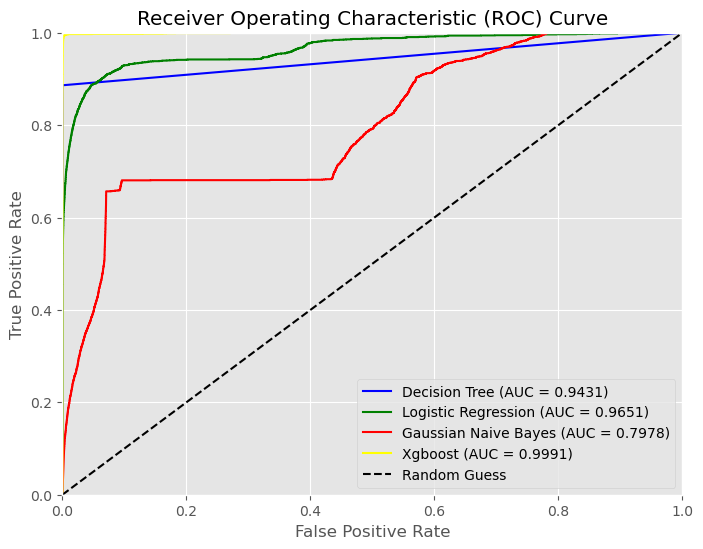 Receiver Operating Characteristic (ROC) Curve
True Positive Rate
1.0
0.8
0.6
0.4
0.2
0.0
Decision Tree (AUC = 0.9431)
Logistic Regression (AUC = 0.9651)
Gaussian Naive Bayes (AUC = 0.7978)
Xgboost (AUC = 0.9991)
Random Guess
0.0 0.2 0.4 0.6 0.8 1.0
False Positive Rate